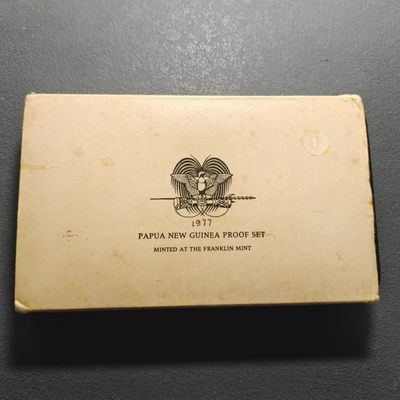 1977
PAPUA NEW GUINEA PROOF SET
MINTED AT THE FRANKLIN MINT